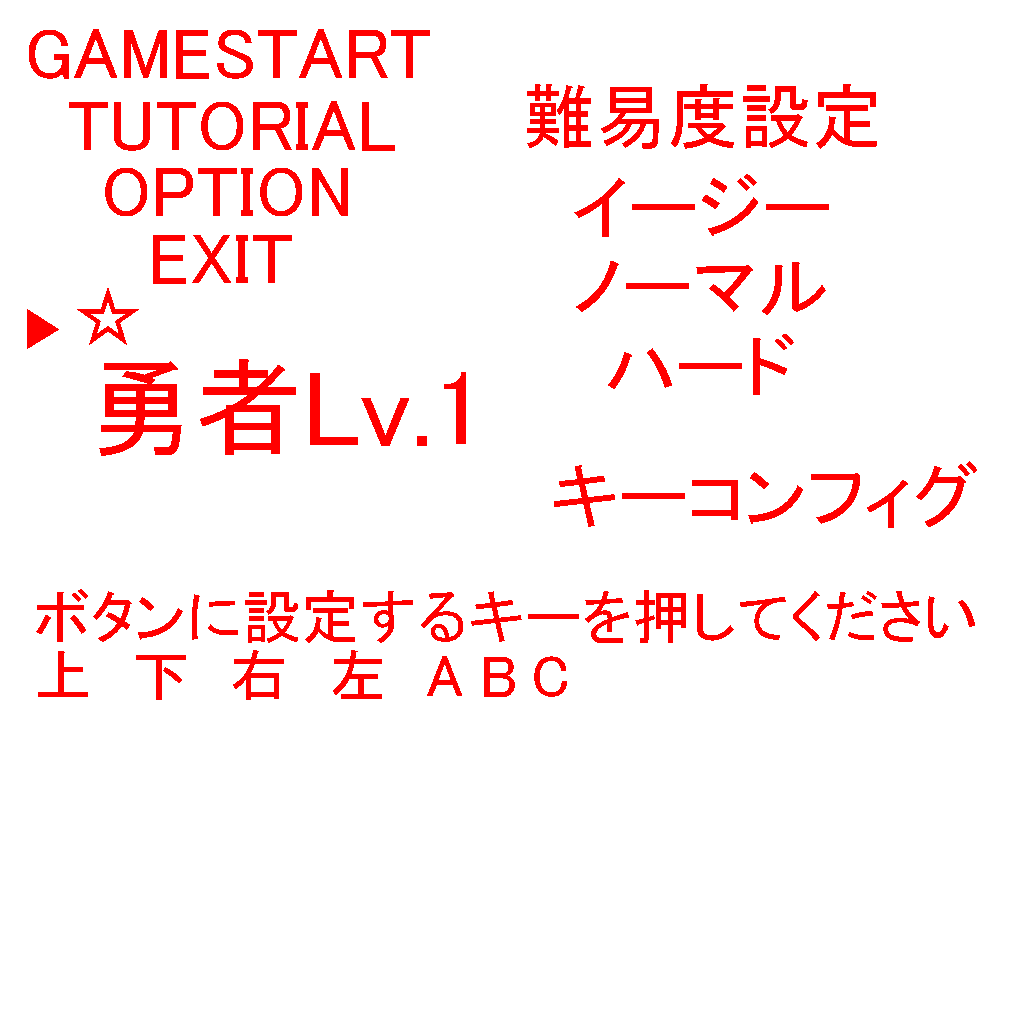 GAMESTART
TUTORIAL
OPTION
EXIT
▶☆
勇者Lv.1
難易度設定
イージー
ノーマル
ハード
キーコンフィグ
ボタンに設定するキーを押してください
上 下 右 左 A B C